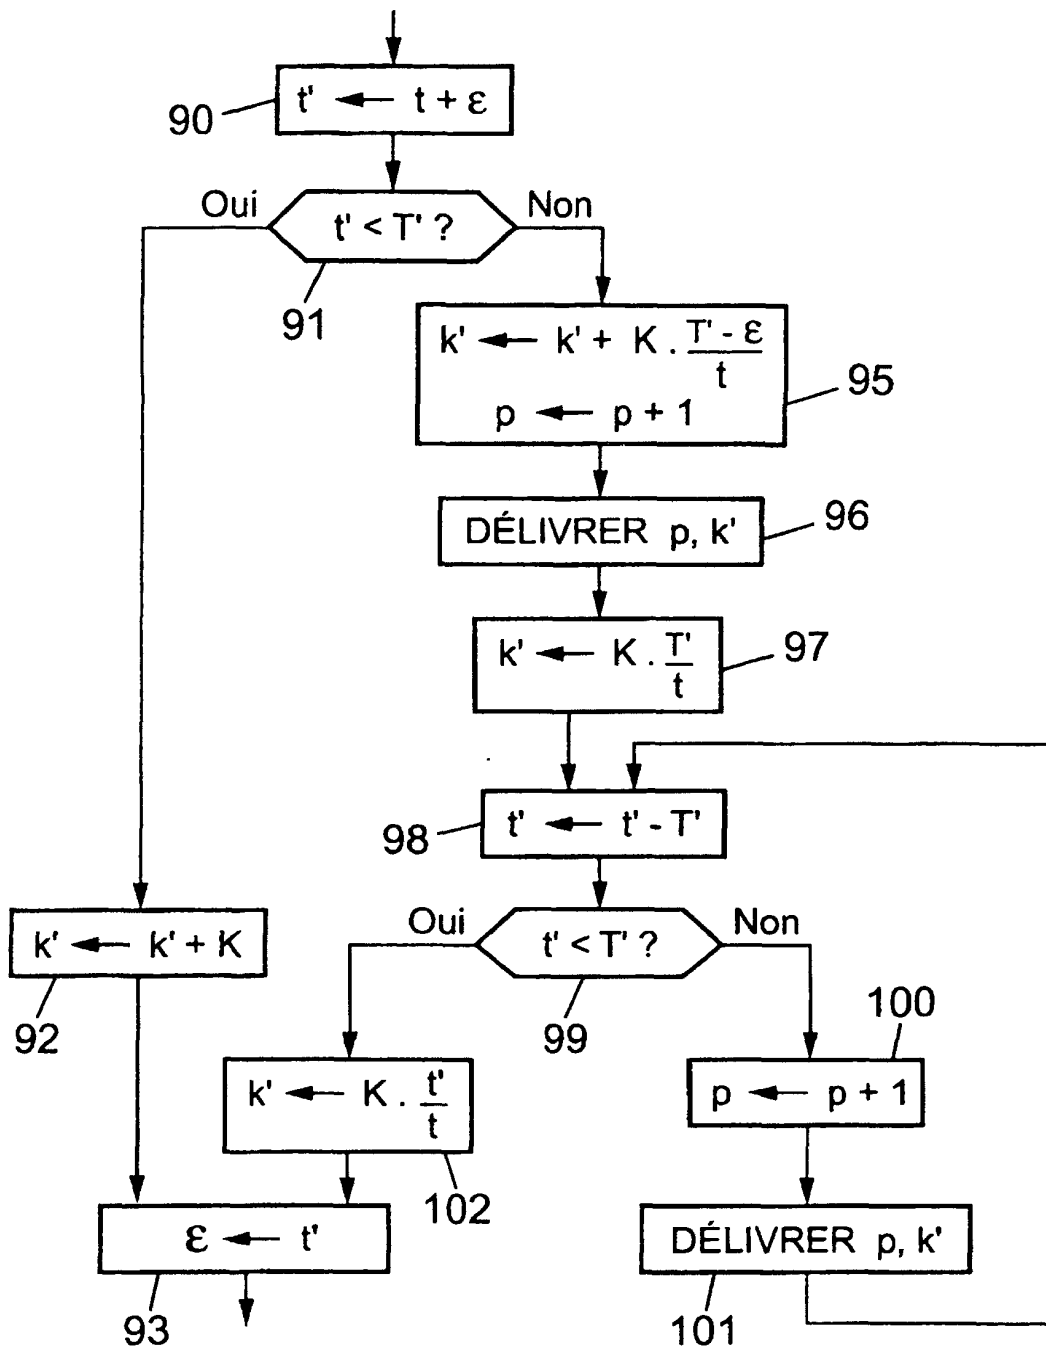 t' ← t + ε
90
Oui
Non
t' < T' ?
91
k' ← k' + K . T' - ε / t
p ← p + 1
95
DÉLIVRER p, k'
96
k' ← K . T' / t
97
t' ← t' - T'
98
Oui
Non
t' < T' ?
99
k' ← k' + K
92
100
k' ← K . t' / t
p ← p + 1
102
ε ← t'
DÉLIVRER p, k'
93
101